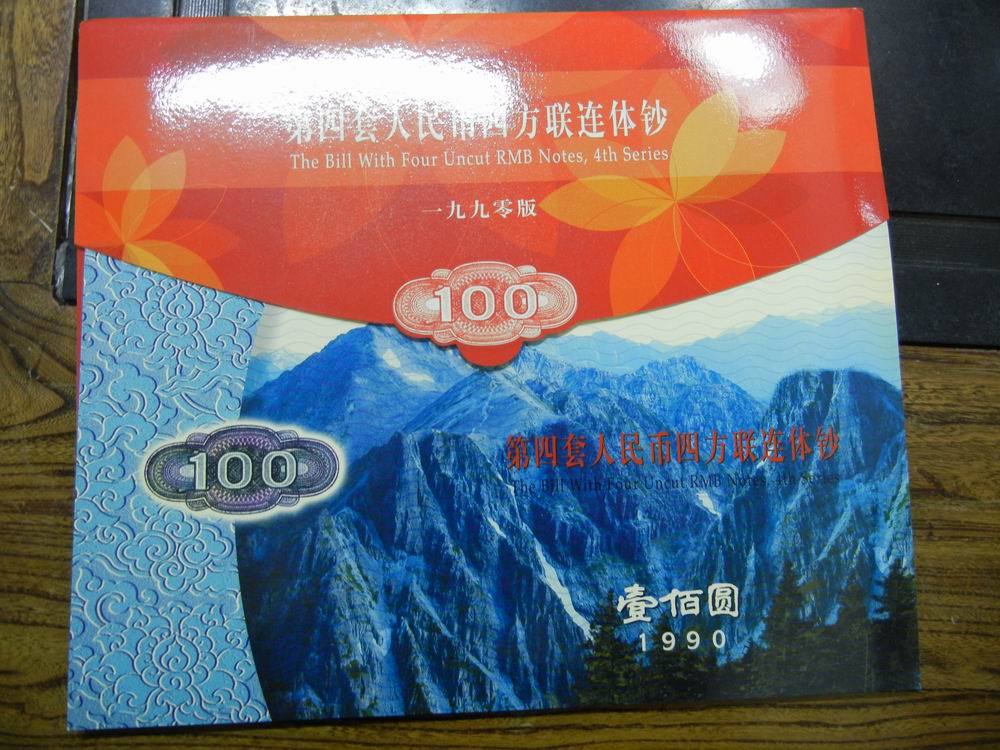 第四套人民币四方联连体钞
The Bill With Four Uncut RMB Notes, 4th Series
一九九零版
100
第四套人民币四方联连体钞
The Bill With Four Uncut RMB Notes, 4th Series
100
壹佰圆
1990